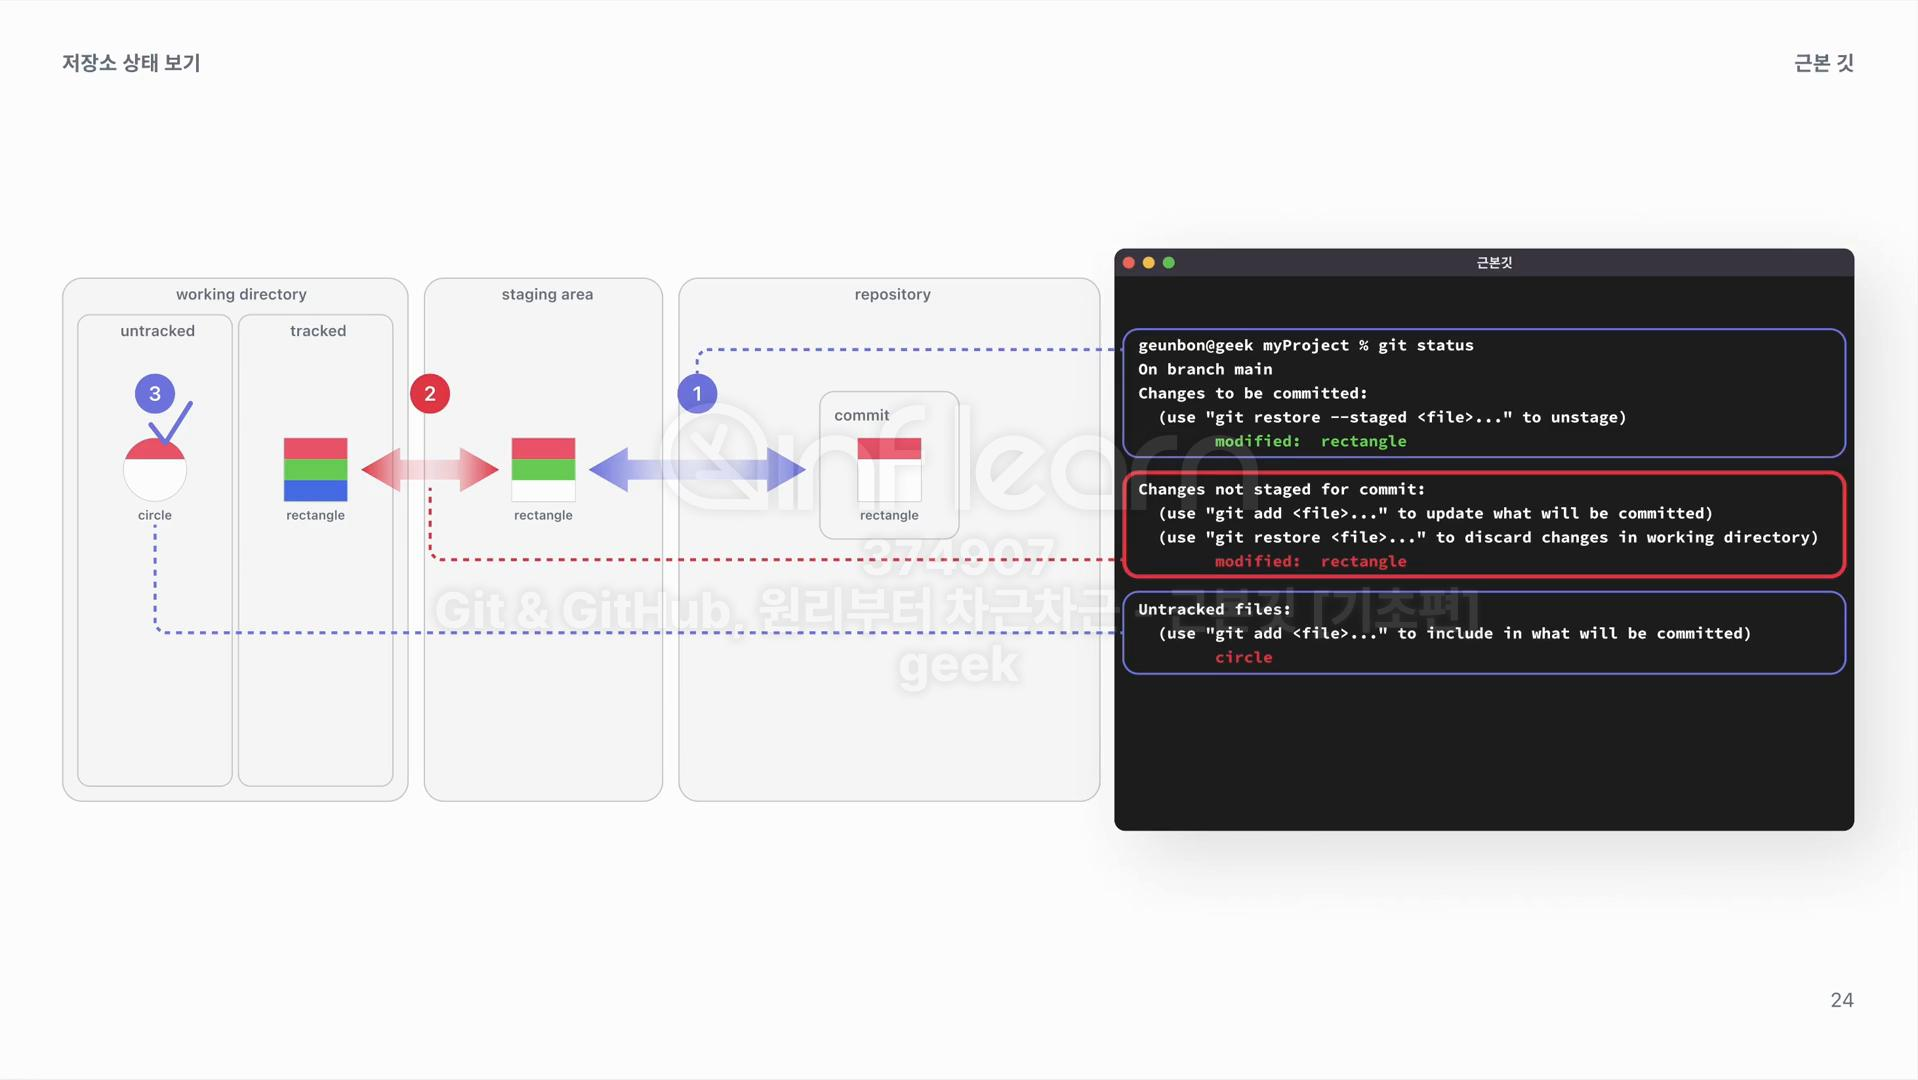 저장소 상태 보기
근본 깃
working directory
untracked
tracked
staging area
repository
3
2
1
commit
circle
rectangle
rectangle
rectangle
근본깃
geunbon@geek myProject % git status
On branch main
Changes to be committed:
(use "git restore --staged <file>..." to unstage)
modified: rectangle
Changes not staged for commit:
(use "git add <file>..." to update what will be committed)
(use "git restore <file>..." to discard changes in working directory)
modified: rectangle
Untracked files:
(use "git add <file>..." to include in what will be committed)
circle
inflearn
374907
Git & GitHub, 원리부터 차근차근 - 근본깃 [기초편]
geek
24